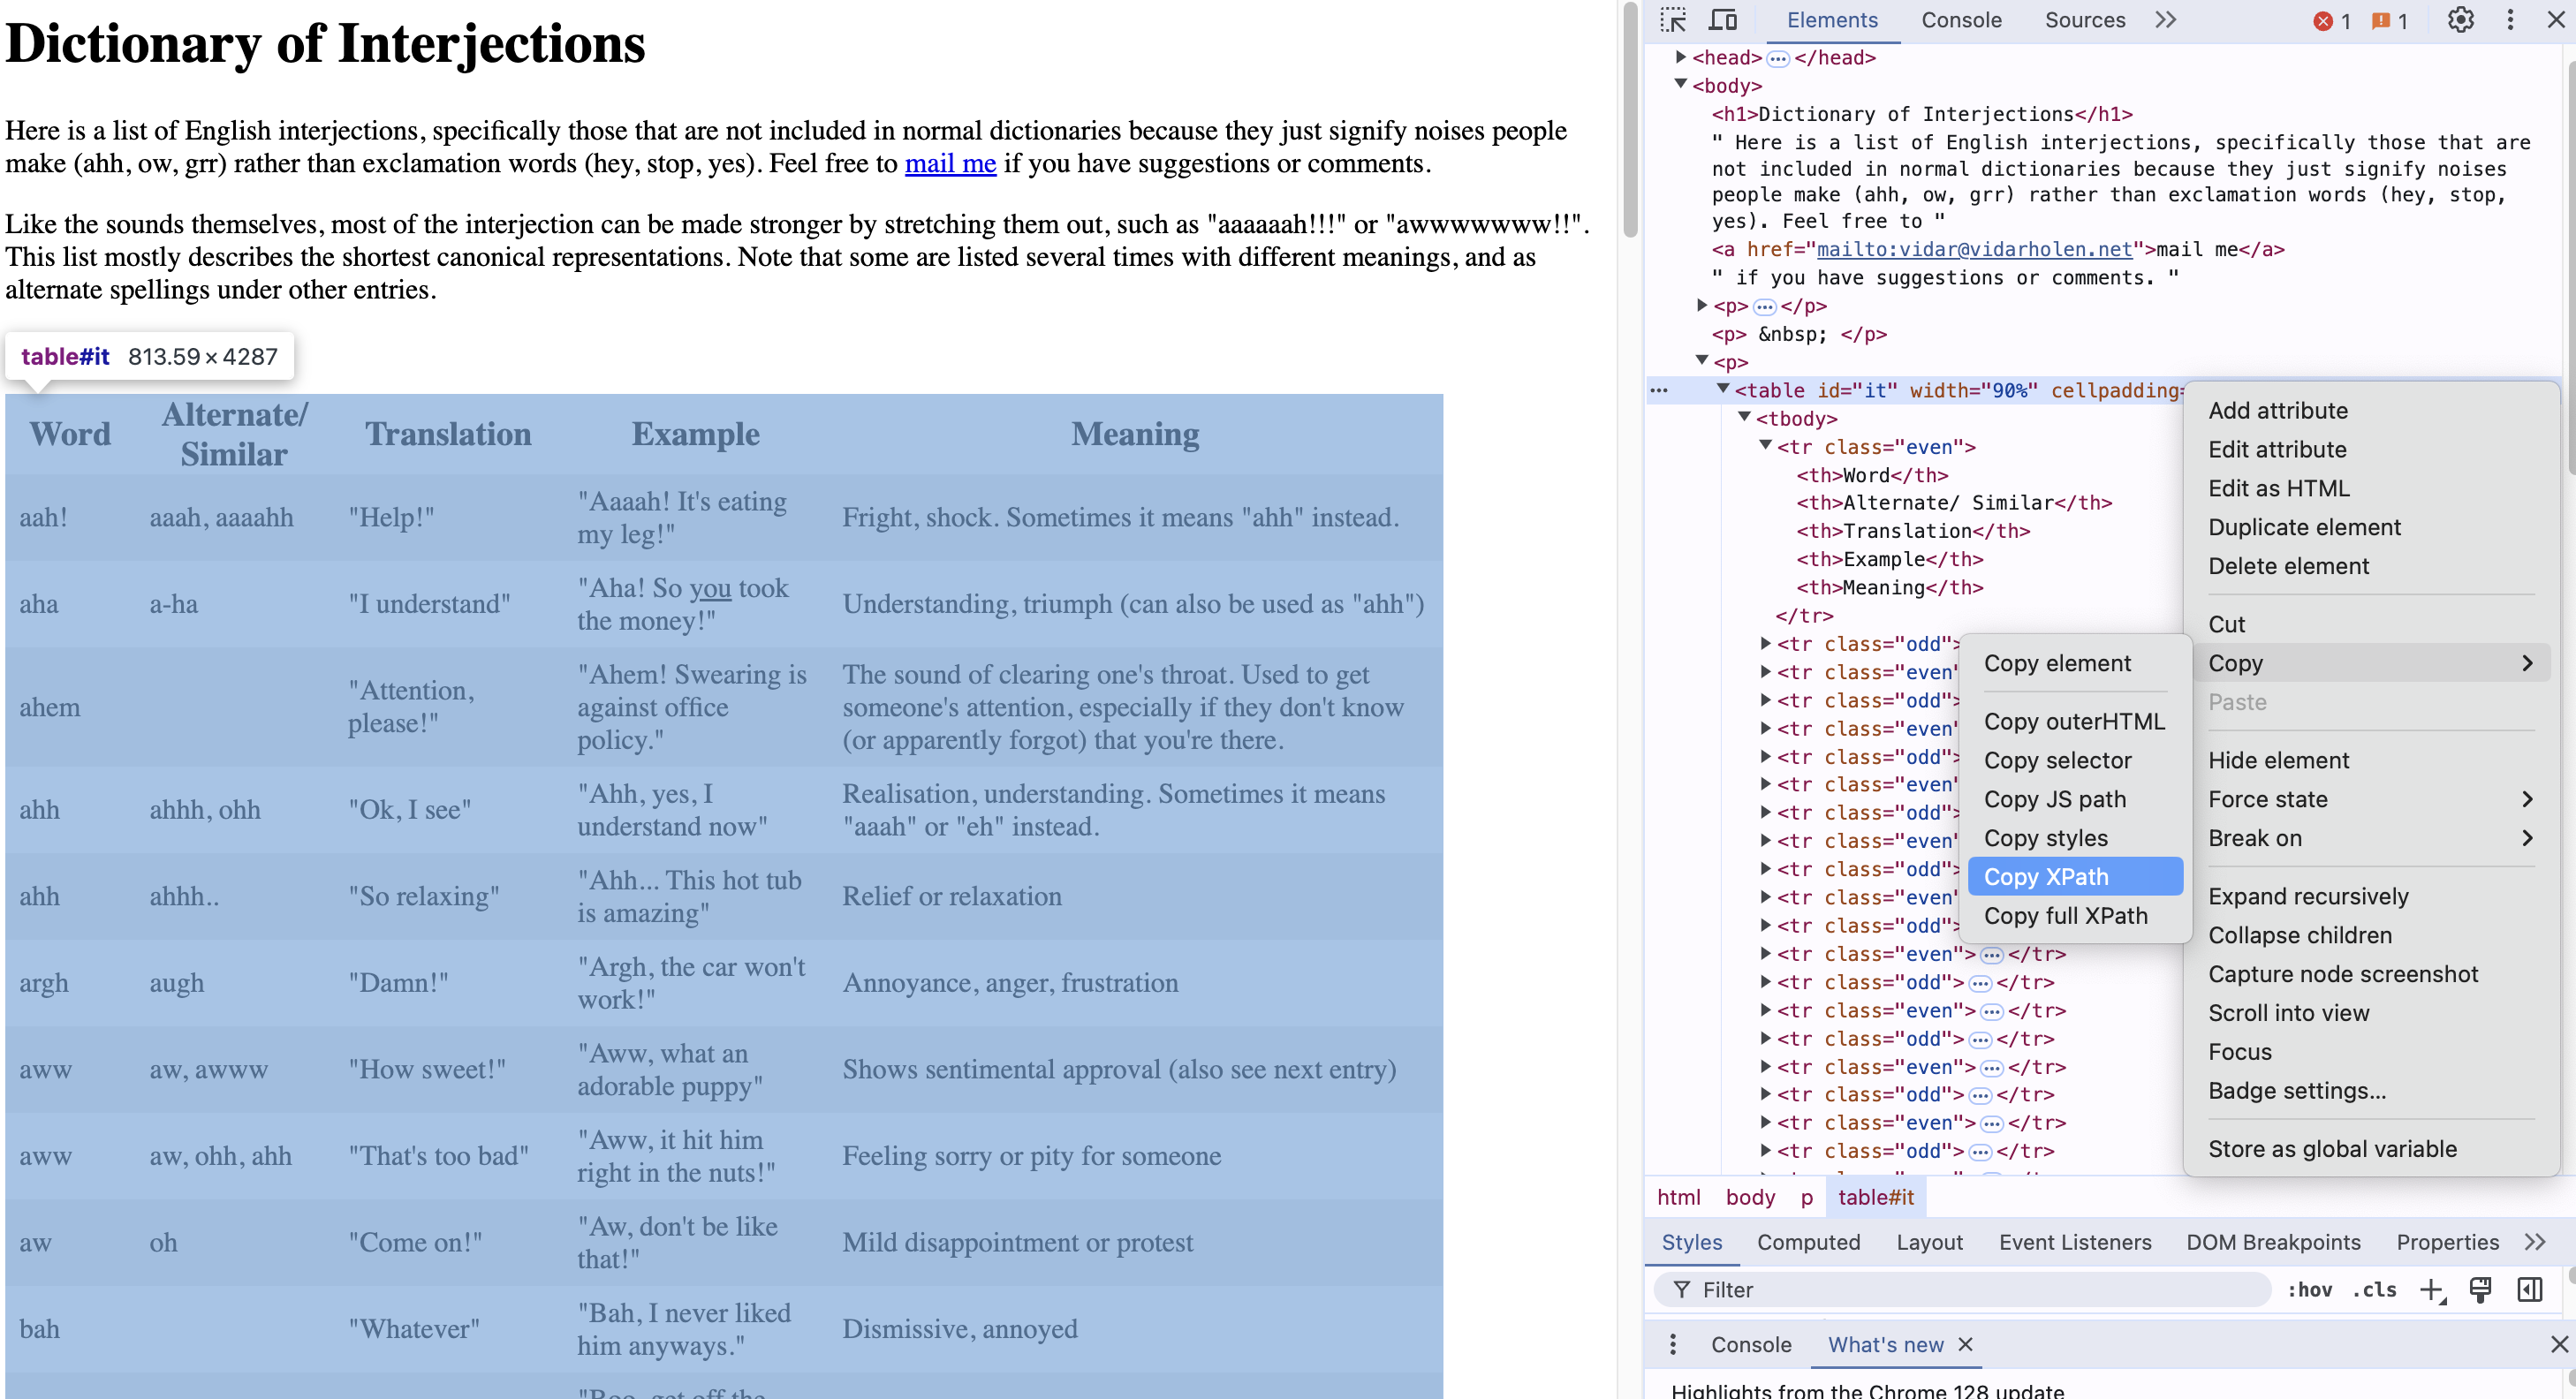 Dictionary of Interjections
Here is a list of English interjections, specifically those that are not included in normal dictionaries because they just signify noises people
make (ahh, ow, grr) rather than exclamation words (hey, stop, yes). Feel free to mail me if you have suggestions or comments.
Like the sounds themselves, most of the interjection can be made stronger by stretching them out, such as "aaaaaah!!!" or "awwwwwww!!".
This list mostly describes the shortest canonical representations. Note that some are listed several times with different meanings, and as
alternate spellings under other entries.
table#it 813.59 × 4287
Word Alternate/ Similar Translation Example Meaning
aah! aaah, aaaahh "Help!" "Aaaah! It's eating my leg!" Fright, shock. Sometimes it means "ahh" instead.
aha a-ha "I understand" "Aha! So you took the money!" Understanding, triumph (can also be used as "ahh")
ahem "Attention, please!" "Ahem! Swearing is against office policy." The sound of clearing one's throat. Used to get someone's attention, especially if they don't know (or apparently forgot) that you're there.
ahh ahhh, ohh "Ok, I see" "Ahh, yes, I understand now" Realisation, understanding. Sometimes it means "aaah" or "eh" instead.
ahh ahhh.. "So relaxing" "Ahh... This hot tub is amazing" Relief or relaxation
argh augh "Damn!" "Argh, the car won't work!" Annoyance, anger, frustration
aww aw, awww "How sweet!" "Aww, what an adorable puppy" Shows sentimental approval (also see next entry)
aww aw, ohh, ahh "That's too bad" "Aww, it hit him right in the nuts!" Feeling sorry or pity for someone
aw oh "Come on!" "Aw, don't be like that!" Mild disappointment or protest
bah "Whatever" "Bah, I never liked him anyways." Dismissive, annoyed
"Boo, get off the
Elements Console Sources 1 1
<head> </head>
<body>
<h1>Dictionary of Interjections</h1>
" Here is a list of English interjections, specifically those that are
not included in normal dictionaries because they just signify noises
people make (ahh, ow, grr) rather than exclamation words (hey, stop,
yes). Feel free to "
<a href="mailto:vidar@vidarholen.net">mail me</a>
" if you have suggestions or comments. "
<p> </p>
<p> &nbsp; </p>
<p>
<table id="it" width="90%" cellpadding=
<tbody>
<tr class="even">
<th>Word</th>
<th>Alternate/ Similar</th>
<th>Translation</th>
<th>Example</th>
<th>Meaning</th>
</tr>
<tr class="odd">
<tr class="even"
<tr class="odd">
<tr class="even"
<tr class="odd">
<tr class="even"
<tr class="odd">
<tr class="even"
<tr class="odd">
<tr class="even"
<tr class="odd">
<tr class="even"> </tr>
<tr class="odd"> </tr>
<tr class="even"> </tr>
<tr class="odd"> </tr>
<tr class="even"> </tr>
<tr class="odd"> </tr>
<tr class="even"> </tr>
<tr class="odd"> </tr>
Copy element
Copy outerHTML
Copy selector
Copy JS path
Copy styles
Copy XPath
Copy full XPath
Add attribute
Edit attribute
Edit as HTML
Duplicate element
Delete element
Cut
Copy
Paste
Hide element
Force state
Break on
Expand recursively
Collapse children
Capture node screenshot
Scroll into view
Focus
Badge settings...
Store as global variable
html body p table#it
Styles Computed Layout Event Listeners DOM Breakpoints Properties
Filter :hov .cls
Console What's new
Highlights from the Chrome 128 update